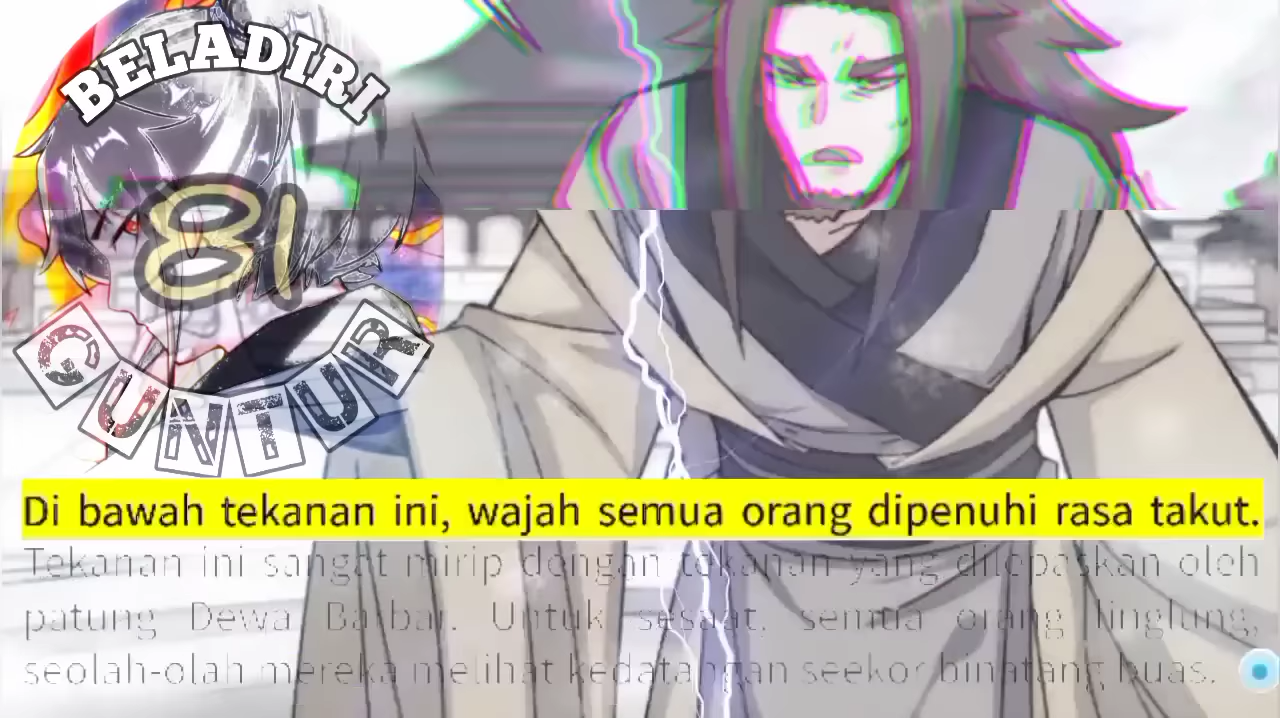 BELADIRI
81
GUNTUR
Di bawah tekanan ini, wajah semua orang dipenuhi rasa takut.
Tekanan ini sangat mirip dengan tekanan yang dilepaskan oleh
patung Dewa Barbar. Untuk sesaat, semua orang linglung,
seolah-olah mereka melihat kedatangan seekor binatang buas.